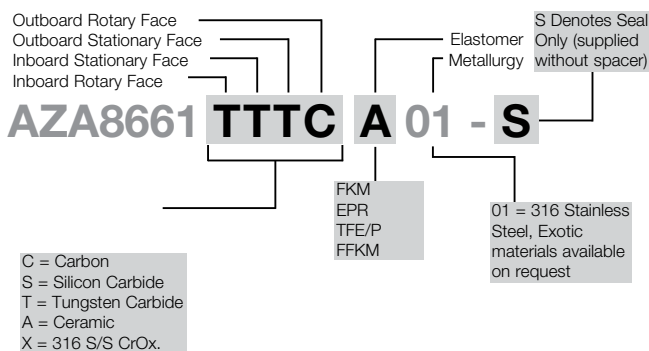 Outboard Rotary Face
Outboard Stationary Face
Inboard Stationary Face
Inboard Rotary Face
Elastomer
Metallurgy
S Denotes Seal
Only (supplied
without spacer)
AZA8661 TTTC A 01 - S
FKM
EPR
TFE/P
FFKM
01 = 316 Stainless
Steel, Exotic
materials available
on request
C = Carbon
S = Silicon Carbide
T = Tungsten Carbide
A = Ceramic
X = 316 S/S CrOx.